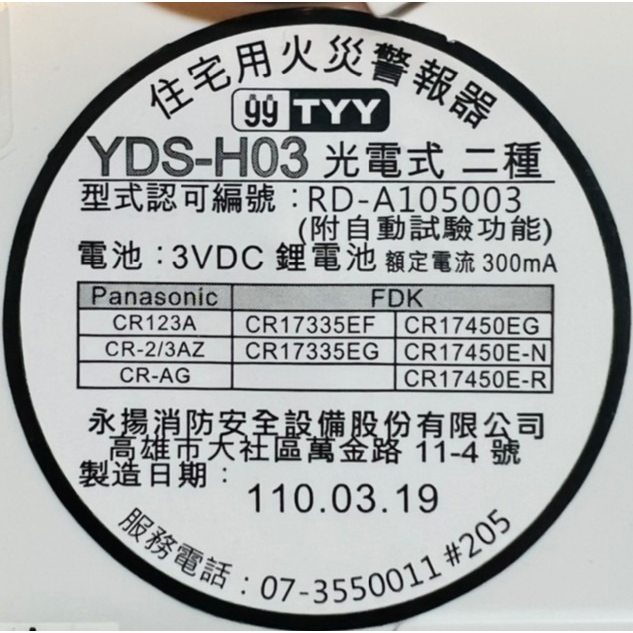 住宅用火災警報器
TYY
YDS-H03 光電式 二種
型式認可編號：RD-A105003
(附自動試驗功能)
電池：3VDC 鋰電池 額定電流 300mA
Panasonic FDK
CR123A CR17335EF CR17450EG
CR-2/3AZ CR17335EG CR17450E-N
CR-AG CR17450E-R
永揚消防安全設備股份有限公司
高雄市大社區萬金路 11-4 號
製造日期：
110.03.19
服務電話：07-3550011 #205